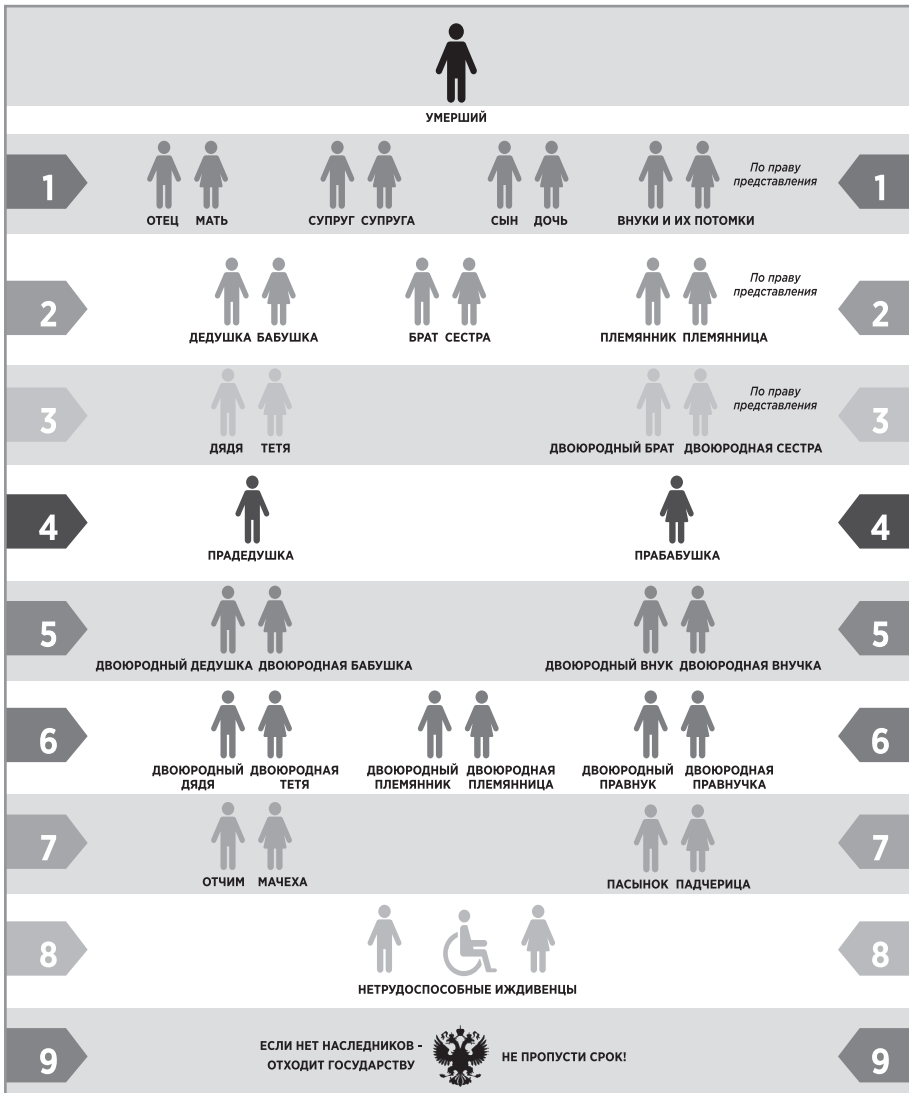 УМЕРШИЙ
1
По праву
представления
1
ОТЕЦ МАТЬ СУПРУГ СУПРУГА СЫН ДОЧЬ ВНУКИ И ИХ ПОТОМКИ
2
По праву
представления
2
ДЕДУШКА БАБУШКА БРАТ СЕСТРА ПЛЕМЯННИК ПЛЕМЯННИЦА
3
По праву
представления
3
ДЯДЯ ТЕТЯ ДВОЮРОДНЫЙ БРАТ ДВОЮРОДНАЯ СЕСТРА
4
4
ПРАДЕДУШКА ПРАБАБУШКА
5
5
ДВОЮРОДНЫЙ ДЕДУШКА ДВОЮРОДНАЯ БАБУШКА ДВОЮРОДНЫЙ ВНУК ДВОЮРОДНАЯ ВНУЧКА
6
6
ДВОЮРОДНЫЙ ДЯДЯ
ДВОЮРОДНАЯ ТЕТЯ
ДВОЮРОДНЫЙ ПЛЕМЯННИК
ДВОЮРОДНАЯ ПЛЕМЯННИЦА
ДВОЮРОДНЫЙ ПРАВНУК
ДВОЮРОДНАЯ ПРАВНУЧКА
7
7
ОТЧИМ МАЧЕХА ПАСЫНОК ПАДЧЕРИЦА
8
8
НЕТРУДОСПОСОБНЫЕ ИЖДИВЕНЦЫ
9
ЕСЛИ НЕТ НАСЛЕДНИКОВ -
ОТХОДИТ ГОСУДАРСТВУ
НЕ ПРОПУСТИ СРОК!
9